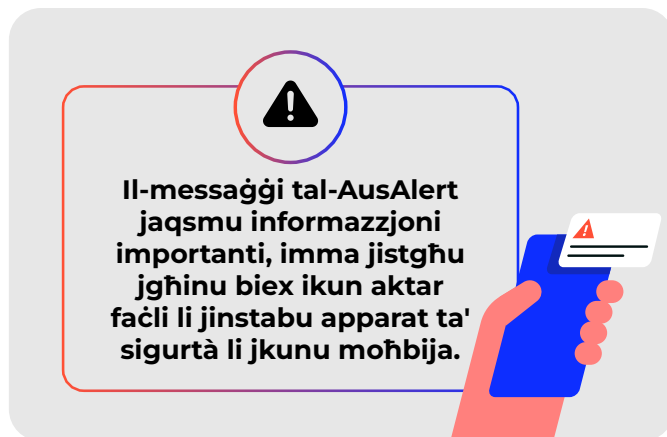 Il-messaġġi tal-AusAlert
jaqsmu informazzjoni
importanti, imma jistgħu
jgħinu biex ikun aktar
faċli li jinstabu apparat ta'
sigurtà li jkunu moħbija.